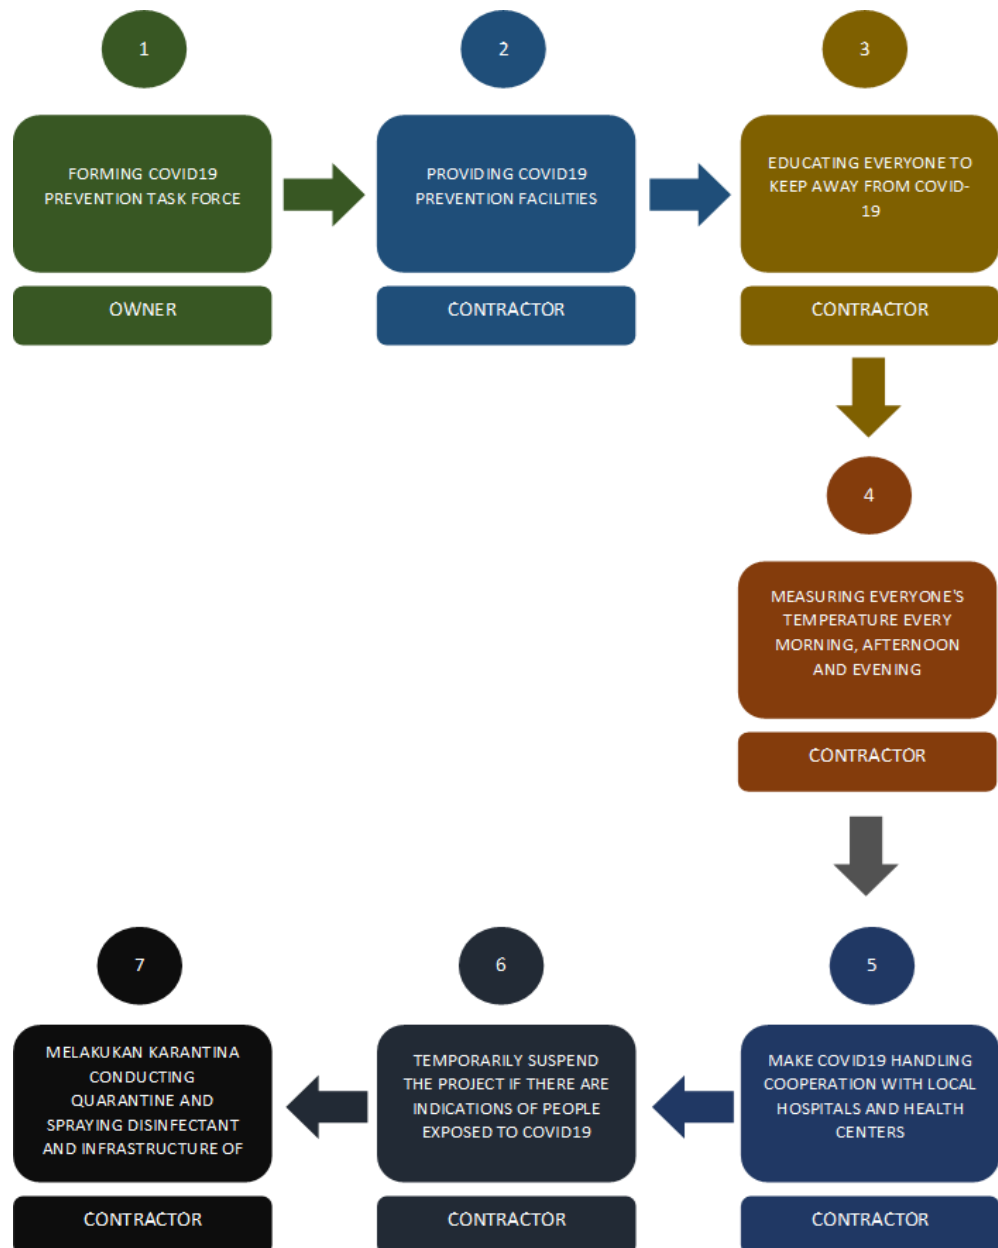 1
FORMING COVID19
PREVENTION TASK FORCE
OWNER
2
PROVIDING COVID19
PREVENTION FACILITIES
CONTRACTOR
3
EDUCATING EVERYONE TO
KEEP AWAY FROM COVID-
19
CONTRACTOR
4
MEASURING EVERYONE'S
TEMPERATURE EVERY
MORNING, AFTERNOON
AND EVENING
CONTRACTOR
5
MAKE COVID19 HANDLING
COOPERATION WITH LOCAL
HOSPITALS AND HEALTH
CENTERS
CONTRACTOR
6
TEMPORARILY SUSPEND
THE PROJECT IF THERE ARE
INDICATIONS OF PEOPLE
EXPOSED TO COVID19
CONTRACTOR
7
MELAKUKAN KARANTINA
CONDUCTING
QUARANTINE AND
SPRAYING DISINFECTANT
AND INFRASTRUCTURE OF
CONTRACTOR